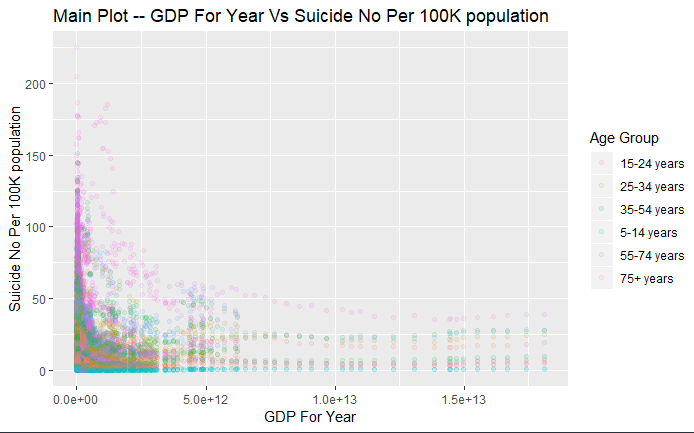 Main Plot -- GDP For Year Vs Suicide No Per 100K population
Suicide No Per 100K population
200
150
100
50
0
0.0e+00
5.0e+12
1.0e+13
1.5e+13
GDP For Year
Age Group
15-24 years
25-34 years
35-54 years
5-14 years
55-74 years
75+ years